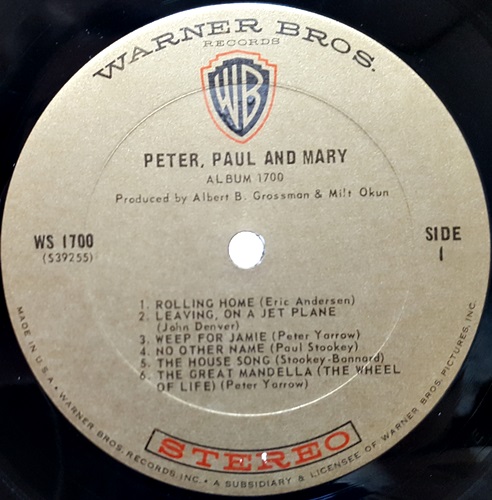 WARNER BROS.
RECORDS
WB
PETER, PAUL AND MARY
ALBUM 1700
Produced by Albert B. Grossman & Milt Okun
WS 1700
(S39255)
SIDE
1
1. ROLLING HOME (Eric Andersen)
2. LEAVING, ON A JET PLANE
(John Denver)
3. WEEP FOR JAMIE (Peter Yarrow)
4. NO OTHER NAME (Paul Stookey)
5. THE HOUSE SONG (Stookey-Bannard)
6. THE GREAT MANDELLA (THE WHEEL
OF LIFE) (Peter Yarrow)
STEREO
MADE IN U.S.A. • WARNER BROS. RECORDS, INC. • A SUBSIDIARY & LICENSEE OF WARNER BROS. PICTURES, INC.